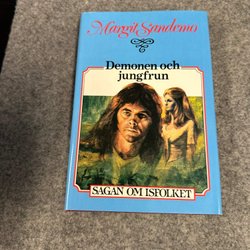 Margit Sandemo
Demonen och
jungfrun
SAGAN OM ISFOLKET